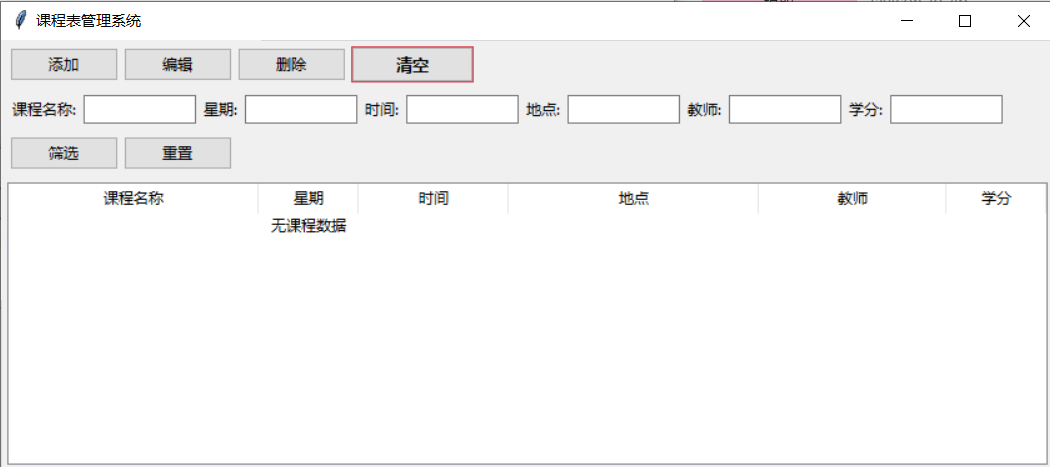 课程表管理系统
添加 编辑 删除 清空
课程名称: 星期: 时间: 地点: 教师: 学分:
筛选 重置
课程名称 星期 时间 地点 教师 学分
无课程数据